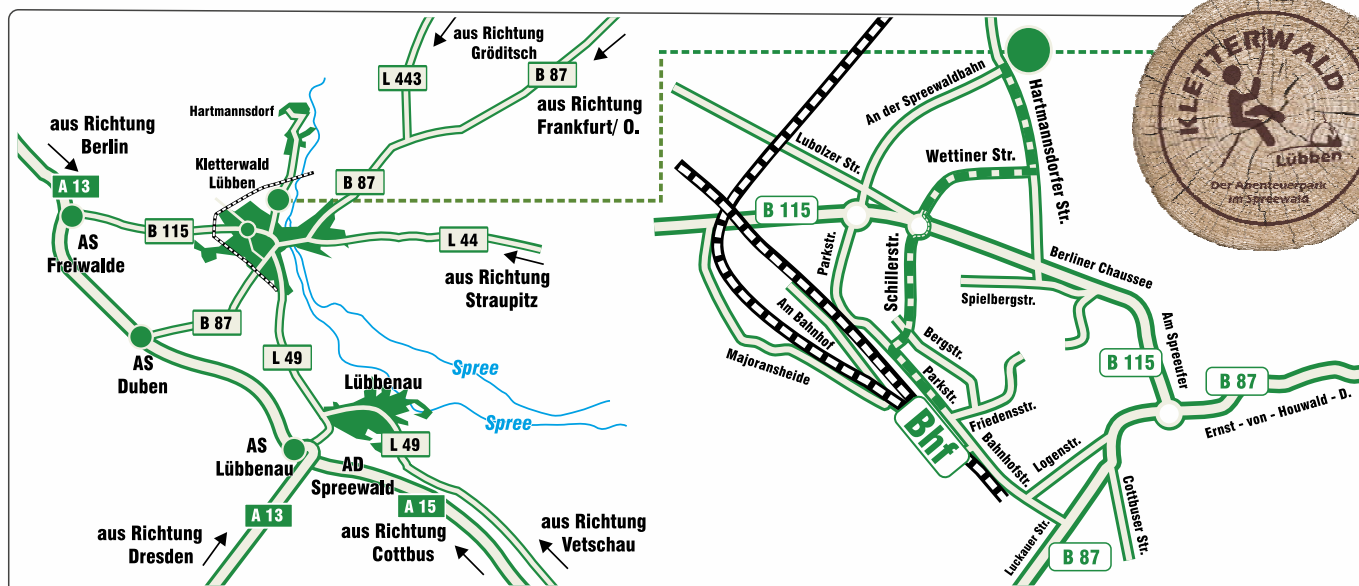 aus Richtung
Gröditsch
L 443
B 87
aus Richtung
Frankfurt/ O.
Hartmannsdorf
aus Richtung
Berlin
Kletterwald
Lübben
A 13
B 87
B 115
L 44
AS
Freiwalde
aus Richtung
Straupitz
B 87
L 49
AS
Duben
Spree
Lübbenau
Spree
AS
Lübbenau
L 49
AD
Spreewald
A 13
A 15
aus Richtung
Dresden
aus Richtung
Cottbus
aus Richtung
Vetschau
An der Spreewaldbahn
Hartmannsdorfer Str.
Lubolzer Str.
Wettiner Str.
B 115
Parkstr.
Schillerstr.
Berliner Chaussee
Spielbergstr.
Am Bahnhof
Am Spreeufer
Majoransheide
Bergstr.
B 115
Parkstr.
B 87
Friedensstr.
Ernst - von - Houwald - D.
Bhf
Bahnhofstr.
Logenstr.
Cottbuser Str.
Luckauer Str.
B 87
KLETTERWALD
Lübben
Der Abenteuerpark
im Spreewald